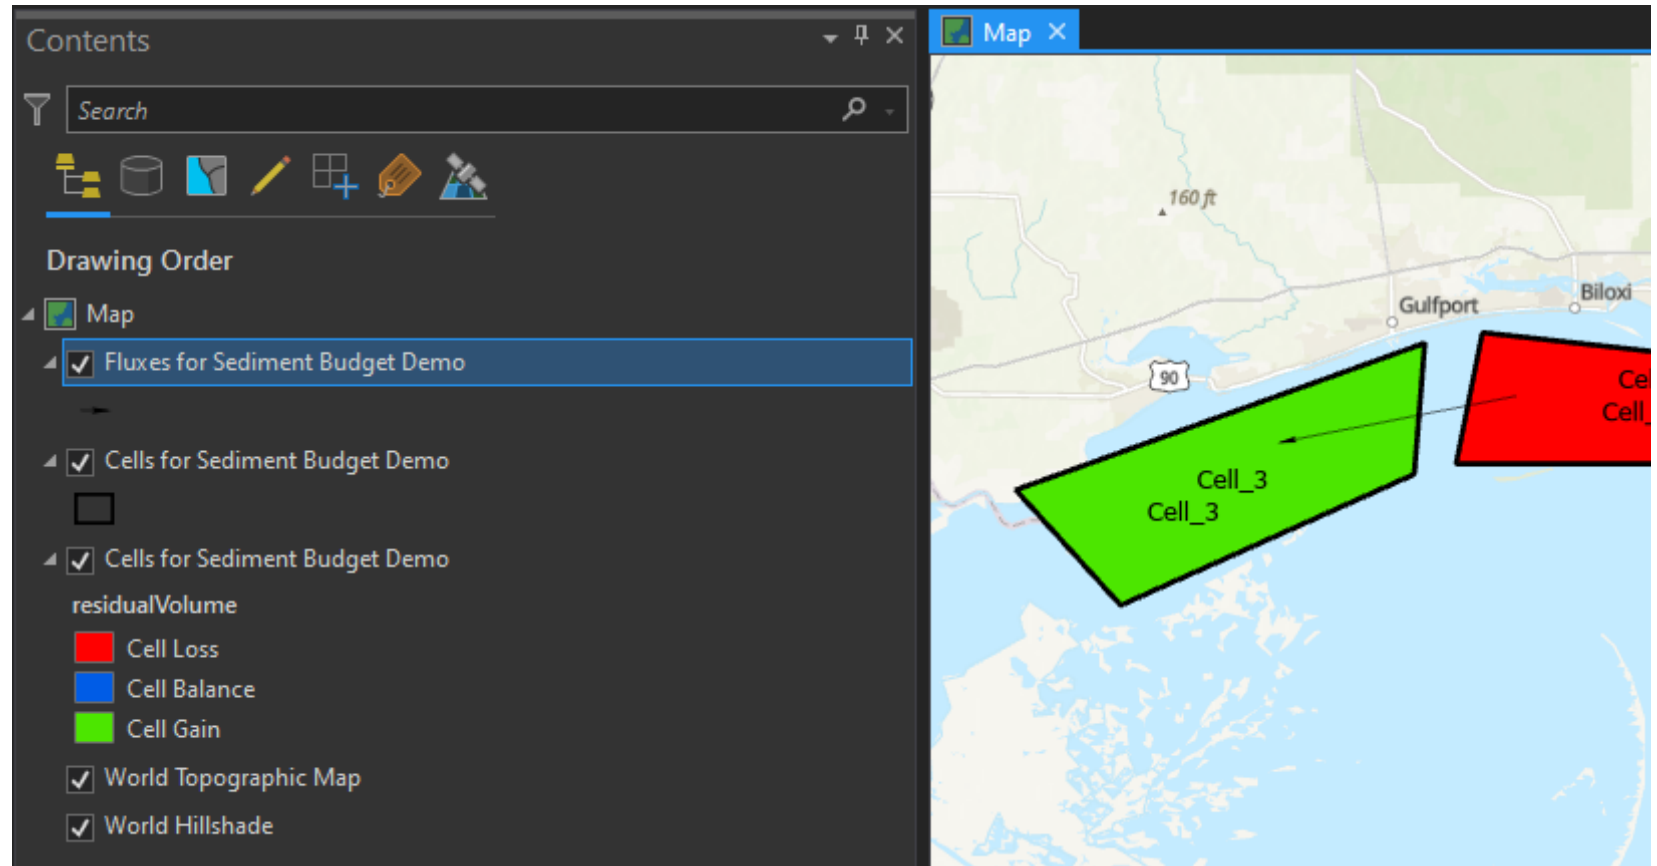 Contents
Search
Drawing Order
Map
Fluxes for Sediment Budget Demo
Cells for Sediment Budget Demo
Cells for Sediment Budget Demo
residualVolume
Cell Loss
Cell Balance
Cell Gain
World Topographic Map
World Hillshade
Map
160 ft
Gulfport
Biloxi
90
Cell_3
Cell_3
Cell_